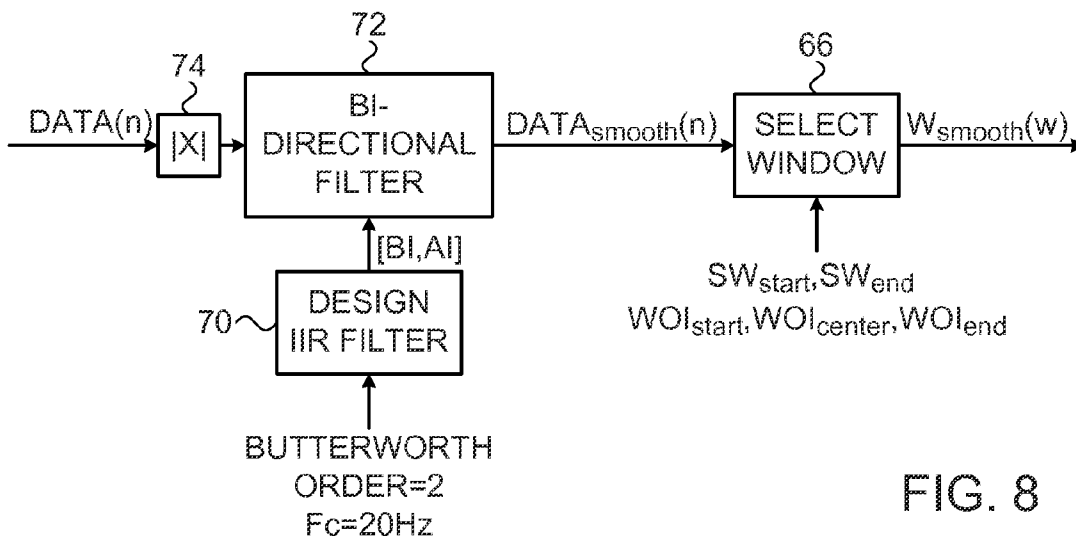 72
66
74
DATA(n)
|X|
BI-
DIRECTIONAL
FILTER
DATAsmooth(n)
SELECT
WINDOW
Wsmooth(w)
[BI,AI]
SWstart,SWend
WOIstart,WOIcenter,WOIend
70
DESIGN
IIR FILTER
BUTTERWORTH
ORDER=2
Fc=20Hz
FIG. 8